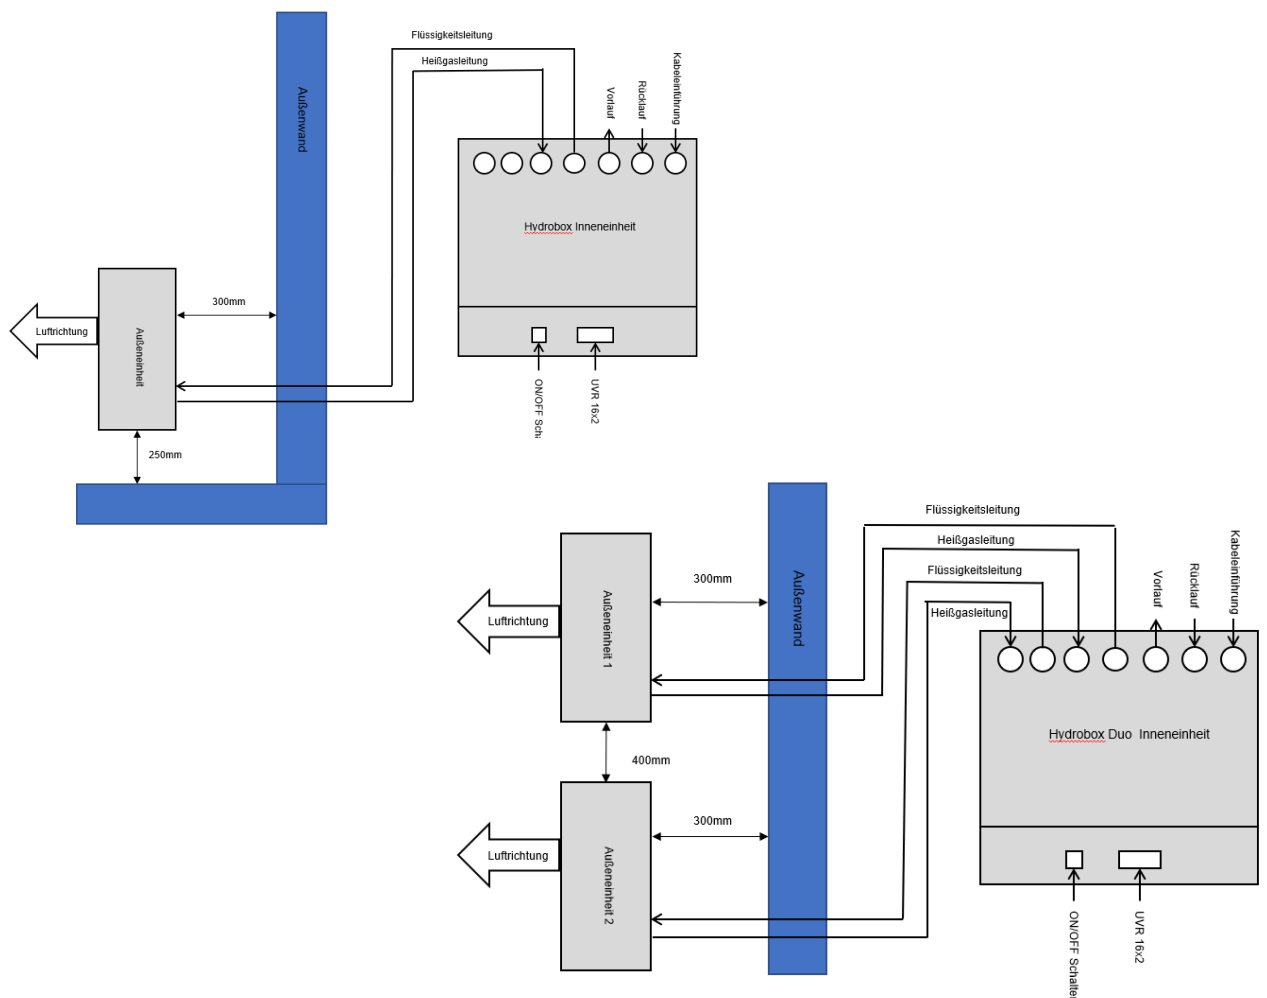 Flüssigkeitsleitung
Heißgasleitung
Kabeleinführung
Rücklauf
Vorlauf
Außenwand
Hydrobox Inneneinheit
300mm
Luftrichtung
Außeneinheit
250mm
ON/OFF Sch
UVR 16x2
Flüssigkeitsleitung
Heißgasleitung
Flüssigkeitsleitung
Heißgasleitung
Kabeleinführung
Rücklauf
Vorlauf
Außenwand
300mm
Luftrichtung
Außeneinheit 1
400mm
Hydrobox Duo Inneneinheit
300mm
Luftrichtung
Außeneinheit 2
ON/OFF Schalte
UVR 16x2